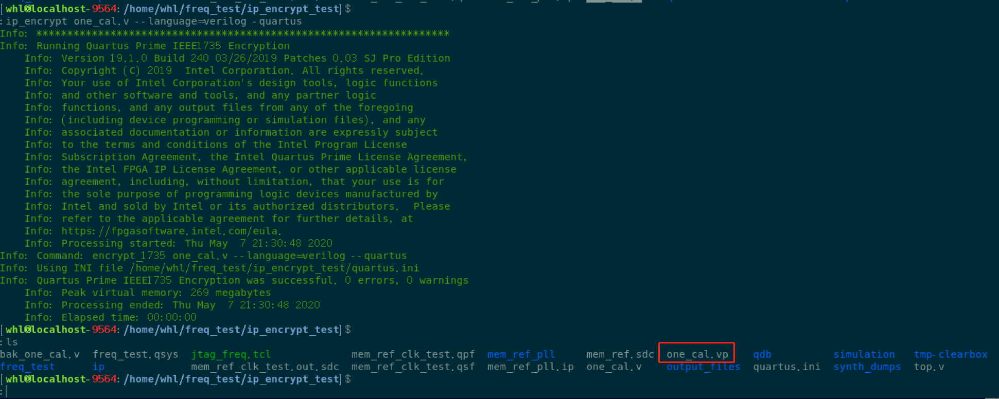 [whl@localhost-9564:/home/whl/freq_test/ip_encrypt_test]$
:ip_encrypt one_cal.v --language=verilog -quartus
Info: *******************************************************************
Info: Running Quartus Prime IEEE1735 Encryption
    Info: Version 19.1.0 Build 240 03/26/2019 Patches 0.03 SJ Pro Edition
    Info: Copyright (C) 2019  Intel Corporation. All rights reserved.
    Info: Your use of Intel Corporation's design tools, logic functions
    Info: and other software and tools, and any partner logic
    Info: functions, and any output files from any of the foregoing
    Info: (including device programming or simulation files), and any
    Info: associated documentation or information are expressly subject
    Info: to the terms and conditions of the Intel Program License
    Info: Subscription Agreement, the Intel Quartus Prime License Agreement,
    Info: the Intel FPGA IP License Agreement, or other applicable license
    Info: agreement, including, without limitation, that your use is for
    Info: the sole purpose of programming logic devices manufactured by
    Info: Intel and sold by Intel or its authorized distributors.  Please
    Info: refer to the applicable agreement for further details, at
    Info: https://fpgasoftware.intel.com/eula.
    Info: Processing started: Thu May  7 21:30:48 2020
Info: Command: encrypt_1735 one_cal.v --language=verilog --quartus
Info: Using INI file /home/whl/freq_test/ip_encrypt_test/quartus.ini
Info: Quartus Prime IEEE1735 Encryption was successful. 0 errors, 0 warnings
    Info: Peak virtual memory: 269 megabytes
    Info: Processing ended: Thu May  7 21:30:48 2020
    Info: Elapsed time: 00:00:00
[whl@localhost-9564:/home/whl/freq_test/ip_encrypt_test]$
:ls
bak_one_cal.v  freq_test.qsys  jtag_freq.tcl  mem_ref_clk_test.qpf  mem_ref_pll  mem_ref.sdc  one_cal.vp  qdb  simulation  tmp-clearbox
freq_test  ip  mem_ref_clk_test.out.sdc  mem_ref_clk_test.qsf  mem_ref_pll.ip  one_cal.v  output_files  quartus.ini  synth_dumps  top.v
[whl@localhost-9564:/home/whl/freq_test/ip_encrypt_test]$
: